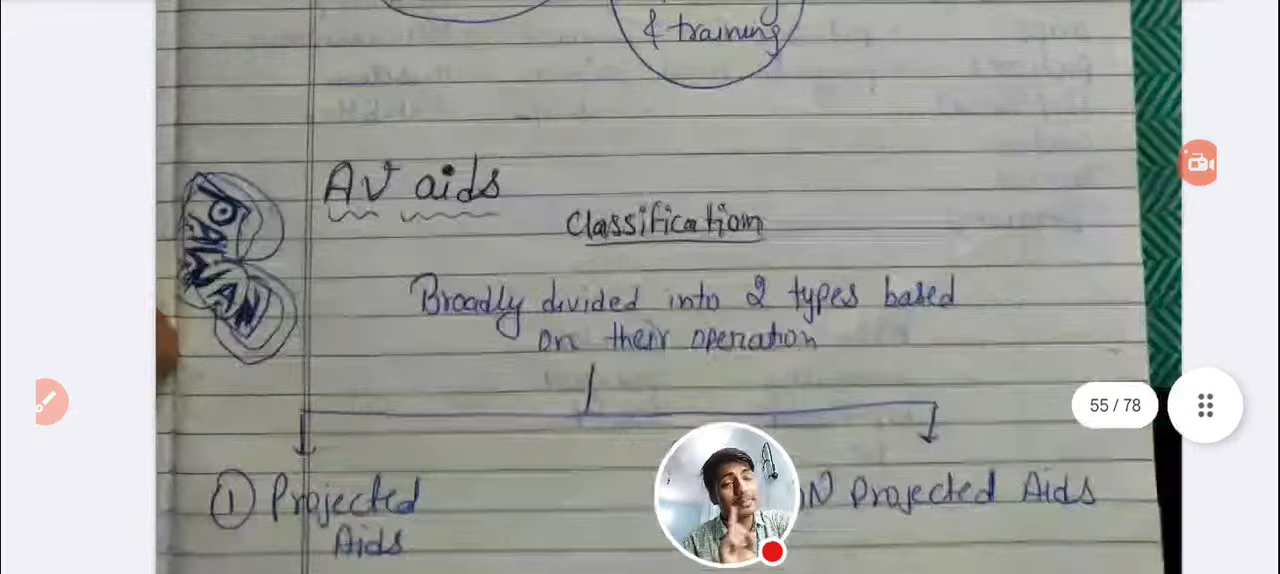 & training
AV aids
Classification
Broadly divided into 2 types based
on their operation
PAWAN
55 / 78
① Projected
Aids
N Projected Aids